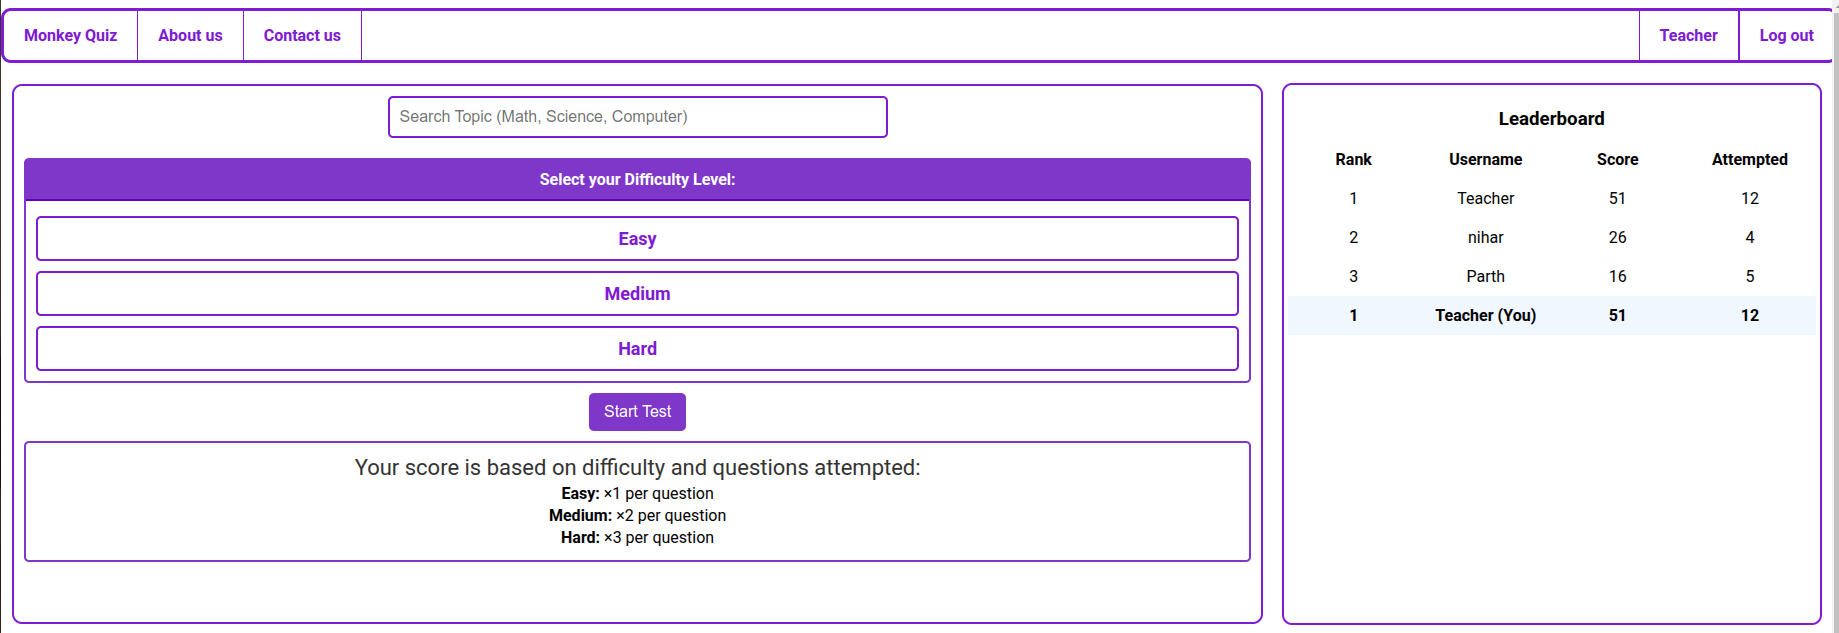 Monkey Quiz About us Contact us Teacher Log out
Search Topic (Math, Science, Computer)
Select your Difficulty Level:
Easy
Medium
Hard
Start Test
Your score is based on difficulty and questions attempted:
Easy: ×1 per question
Medium: ×2 per question
Hard: ×3 per question
Leaderboard
Rank Username Score Attempted
1 Teacher 51 12
2 nihar 26 4
3 Parth 16 5
1 Teacher (You) 51 12